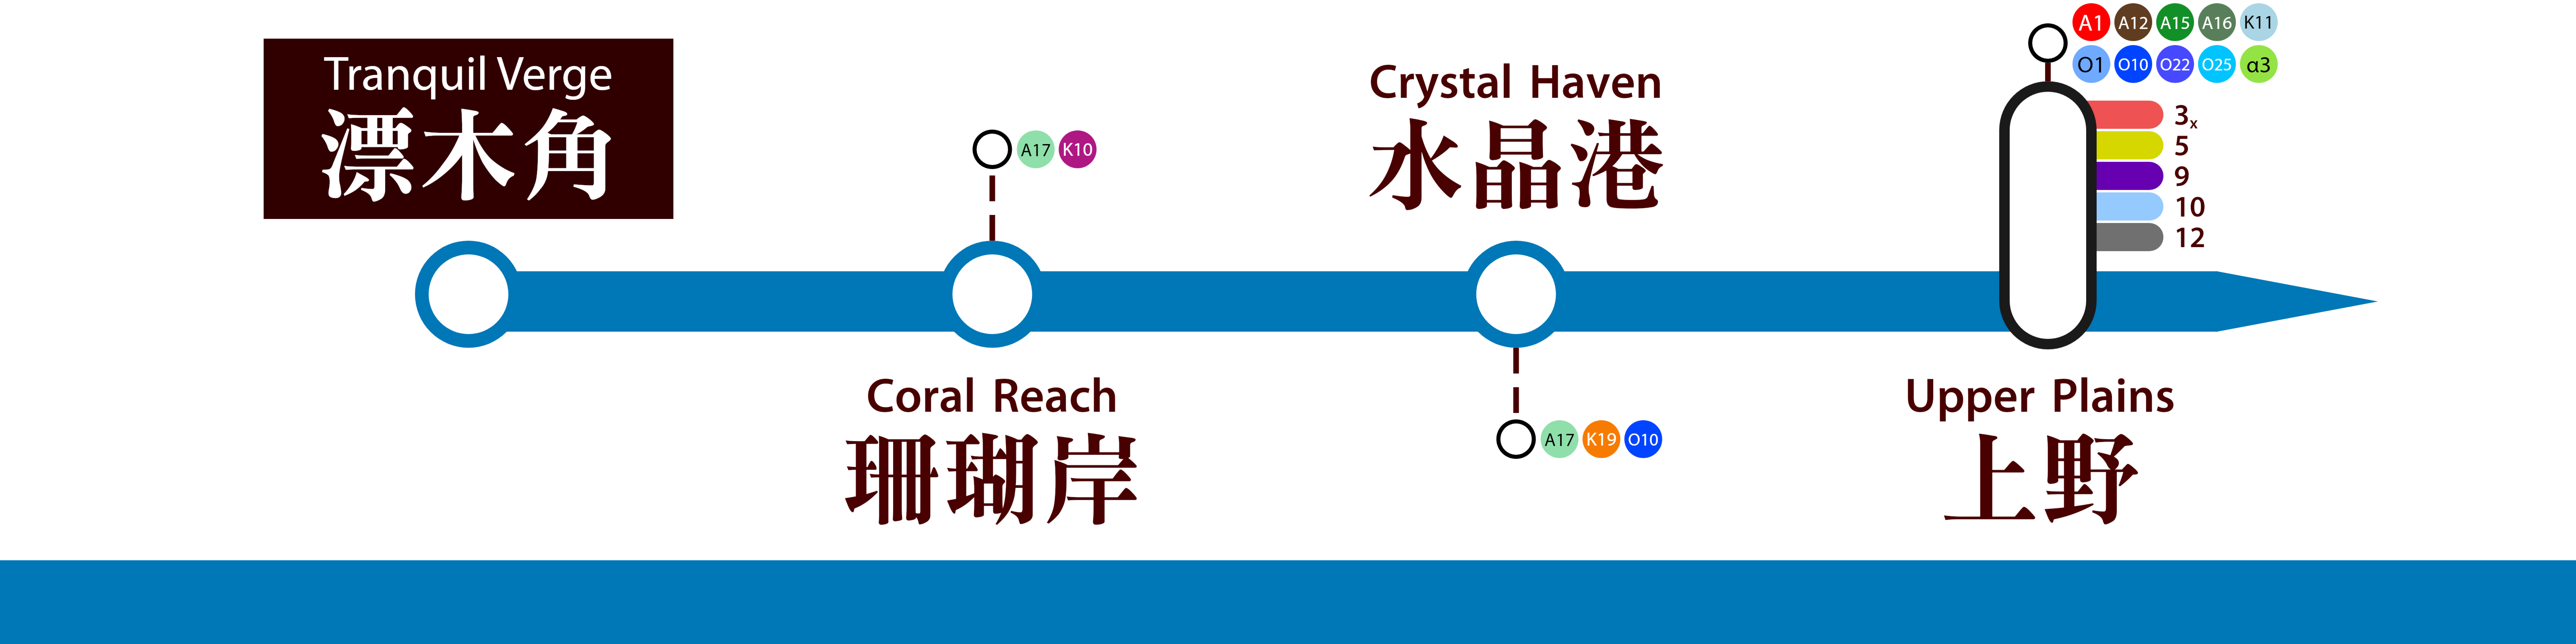 Tranquil Verge
漂木角
A17 K10
Coral Reach
珊瑚岸
Crystal Haven
水晶港
A17 K19 O10
A1 A12 A15 A16 K11
O1 O10 O22 O25 α3
3x
5
9
10
12
Upper Plains
上野